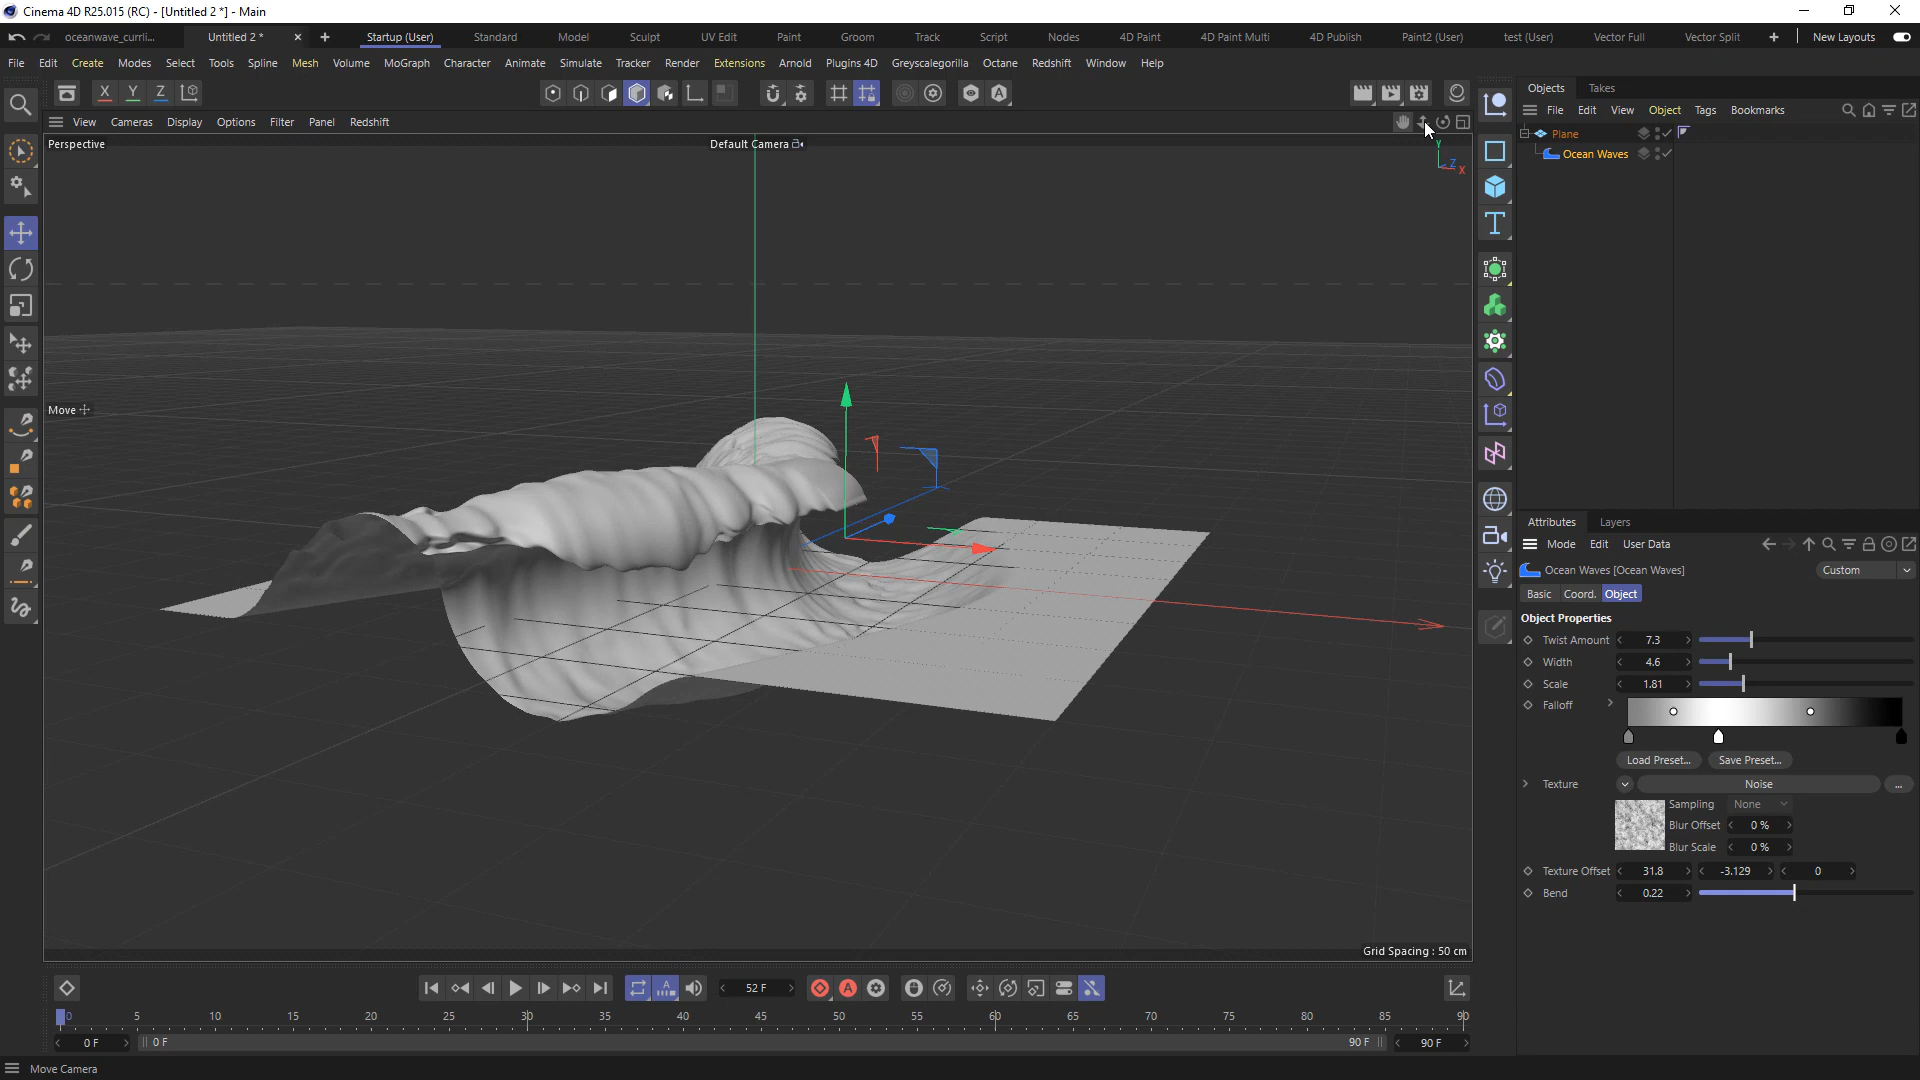 Cinema 4D R25.015 (RC) - [Untitled 2 *] - Main
oceanwave_currli... Untitled 2 * Startup (User) Standard Model Sculpt UV Edit Paint Groom Track Script Nodes 4D Paint 4D Paint Multi 4D Publish Paint2 (User) test (User) Vector Full Vector Split New Layouts
File Edit Create Modes Select Tools Spline Mesh Volume MoGraph Character Animate Simulate Tracker Render Extensions Arnold Plugins 4D Greyscalegorilla Octane Redshift Window Help
X Y Z
View Cameras Display Options Filter Panel Redshift
Perspective
Default Camera
Y
Z
X
Move
Grid Spacing : 50 cm
Objects Takes
File Edit View Object Tags Bookmarks
Plane
Ocean Waves
Attributes Layers
Mode Edit User Data
Ocean Waves [Ocean Waves] Custom
Basic Coord. Object
Object Properties
Twist Amount 7.3
Width 4.6
Scale 1.81
Falloff
Load Preset... Save Preset...
Texture Noise ...
Sampling None
Blur Offset 0 %
Blur Scale 0 %
Texture Offset 31.8 -3.129 0
Bend 0.22
52 F
0 5 10 15 20 25 30 35 40 45 50 55 60 65 70 75 80 85 90
0 F 0 F 90 F 90 F
Move Camera